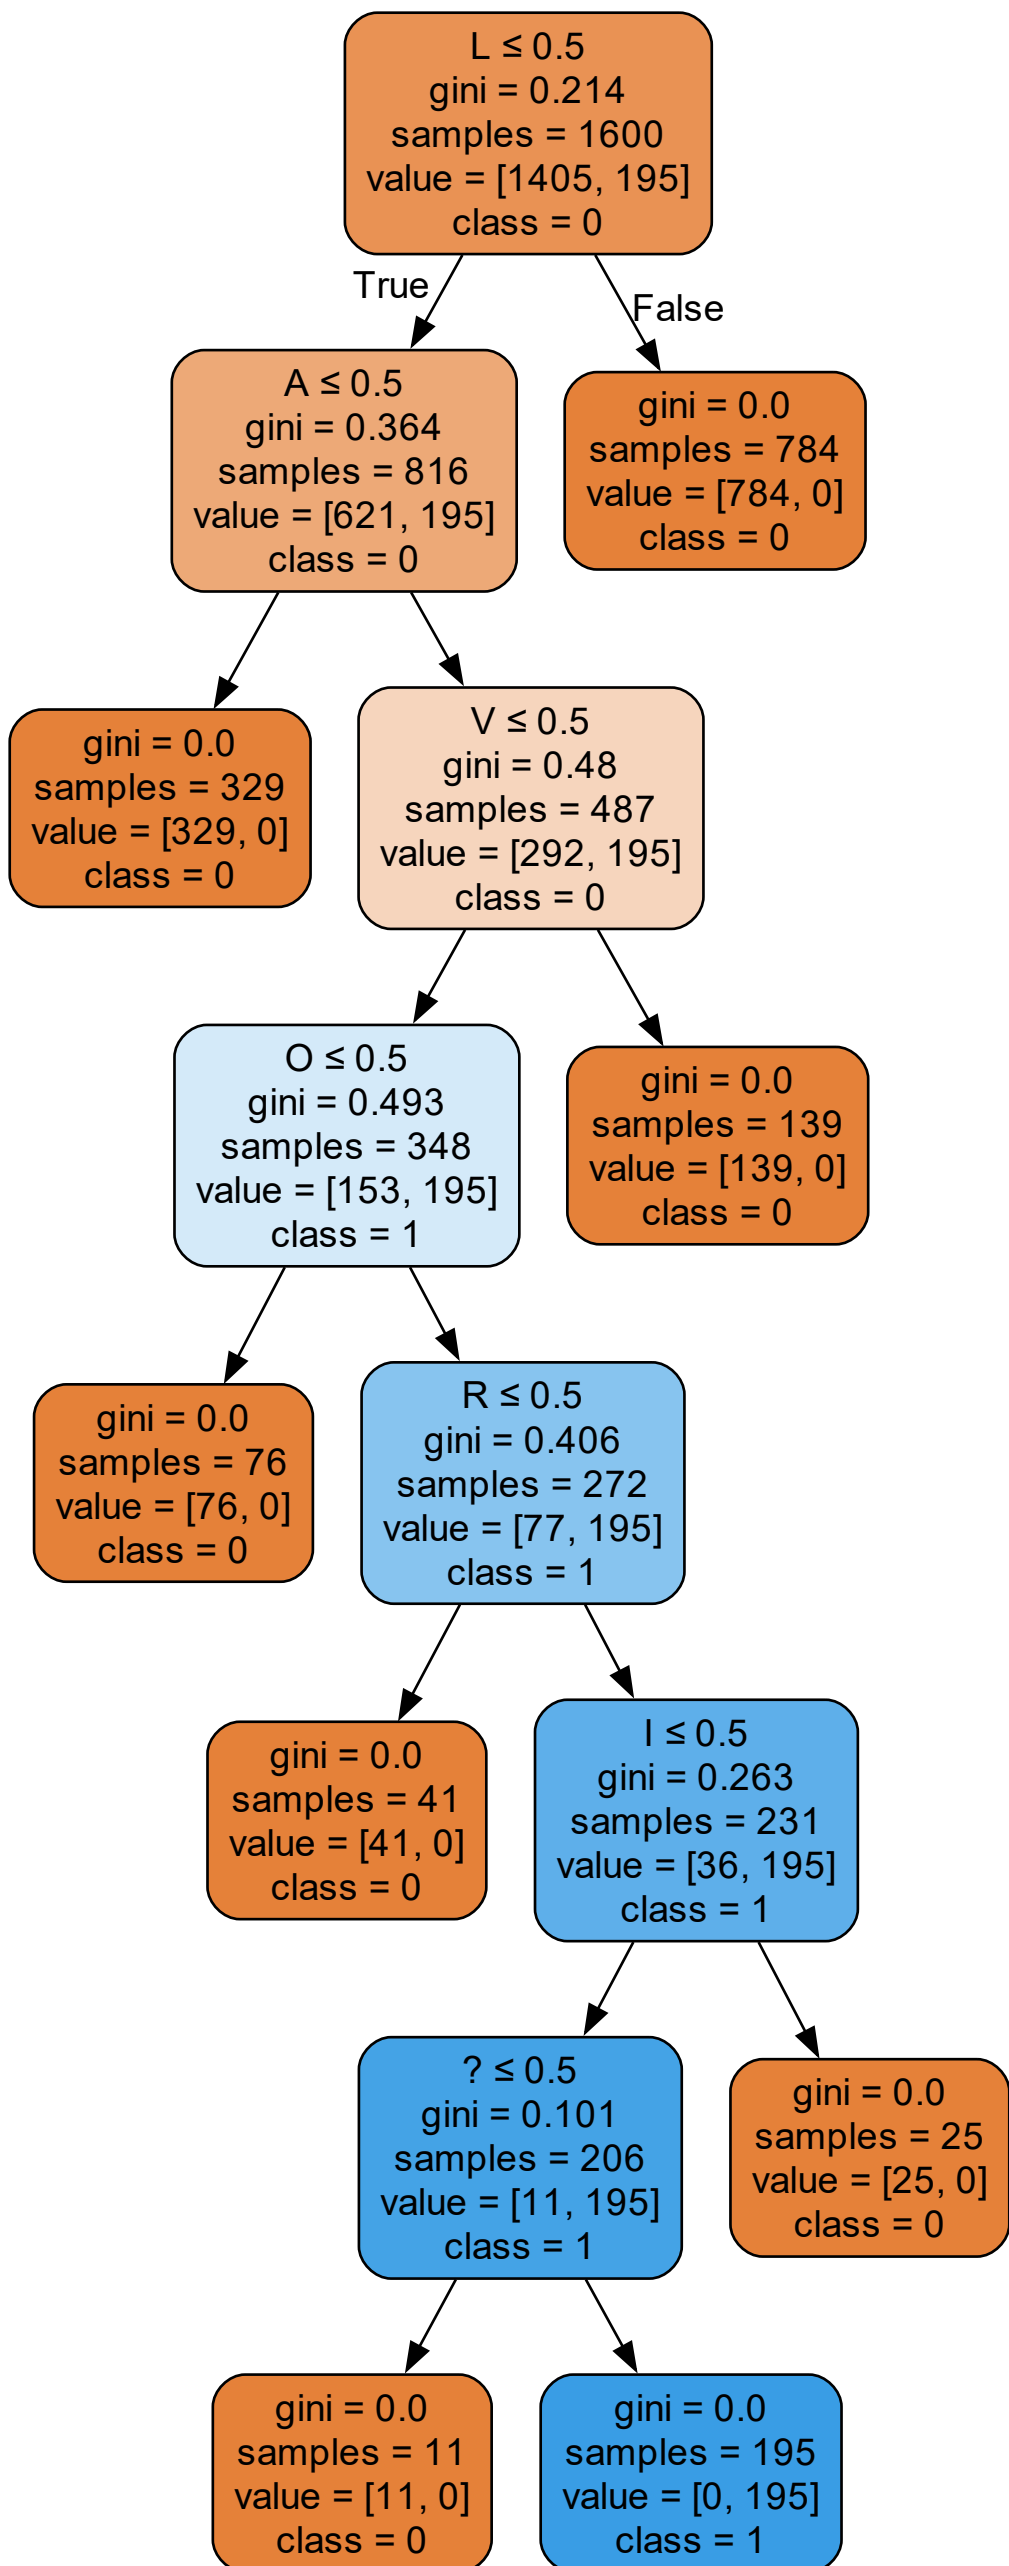 L ≤ 0.5
gini = 0.214
samples = 1600
value = [1405, 195]
class = 0
True
False
A ≤ 0.5
gini = 0.364
samples = 816
value = [621, 195]
class = 0
gini = 0.0
samples = 784
value = [784, 0]
class = 0
gini = 0.0
samples = 329
value = [329, 0]
class = 0
V ≤ 0.5
gini = 0.48
samples = 487
value = [292, 195]
class = 0
O ≤ 0.5
gini = 0.493
samples = 348
value = [153, 195]
class = 1
gini = 0.0
samples = 139
value = [139, 0]
class = 0
gini = 0.0
samples = 76
value = [76, 0]
class = 0
R ≤ 0.5
gini = 0.406
samples = 272
value = [77, 195]
class = 1
gini = 0.0
samples = 41
value = [41, 0]
class = 0
I ≤ 0.5
gini = 0.263
samples = 231
value = [36, 195]
class = 1
? ≤ 0.5
gini = 0.101
samples = 206
value = [11, 195]
class = 1
gini = 0.0
samples = 25
value = [25, 0]
class = 0
gini = 0.0
samples = 11
value = [11, 0]
class = 0
gini = 0.0
samples = 195
value = [0, 195]
class = 1